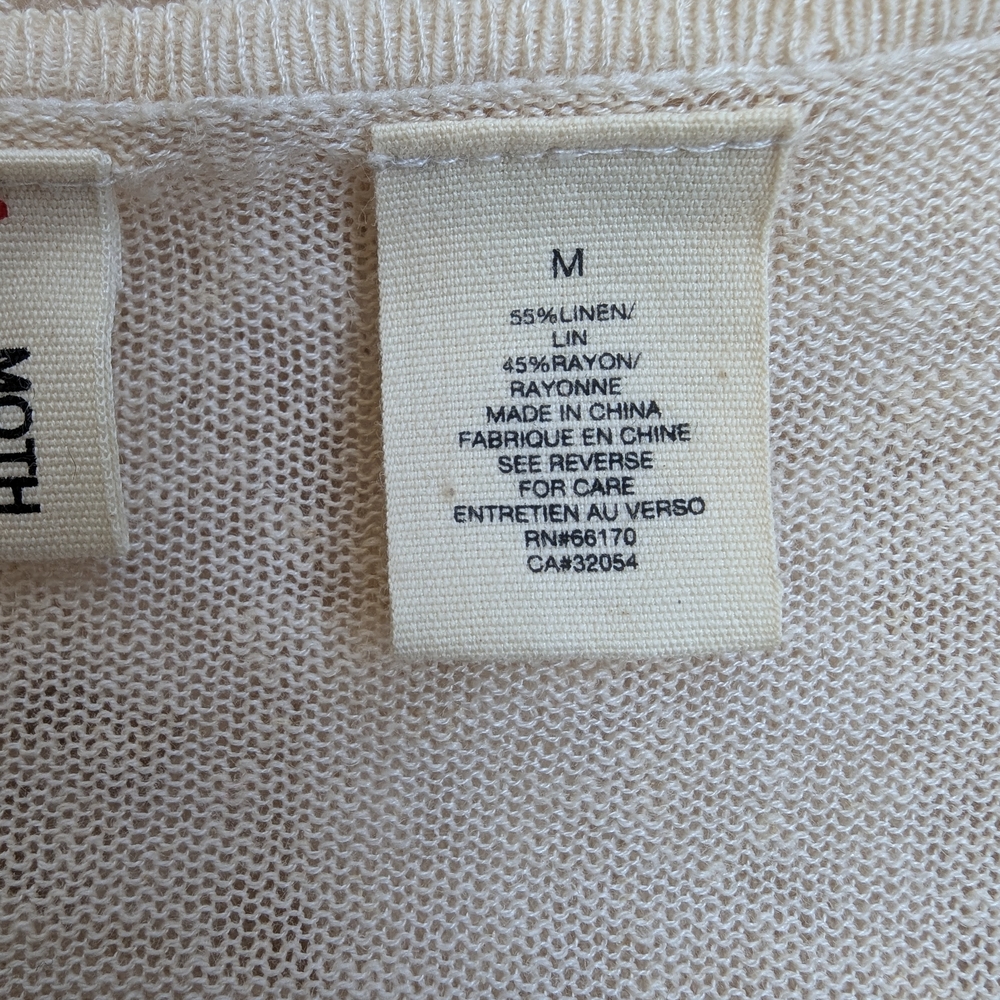 MOTH
M
55%LINEN/
LIN
45%RAYON/
RAYONNE
MADE IN CHINA
FABRIQUE EN CHINE
SEE REVERSE
FOR CARE
ENTRETIEN AU VERSO
RN#66170
CA#32054